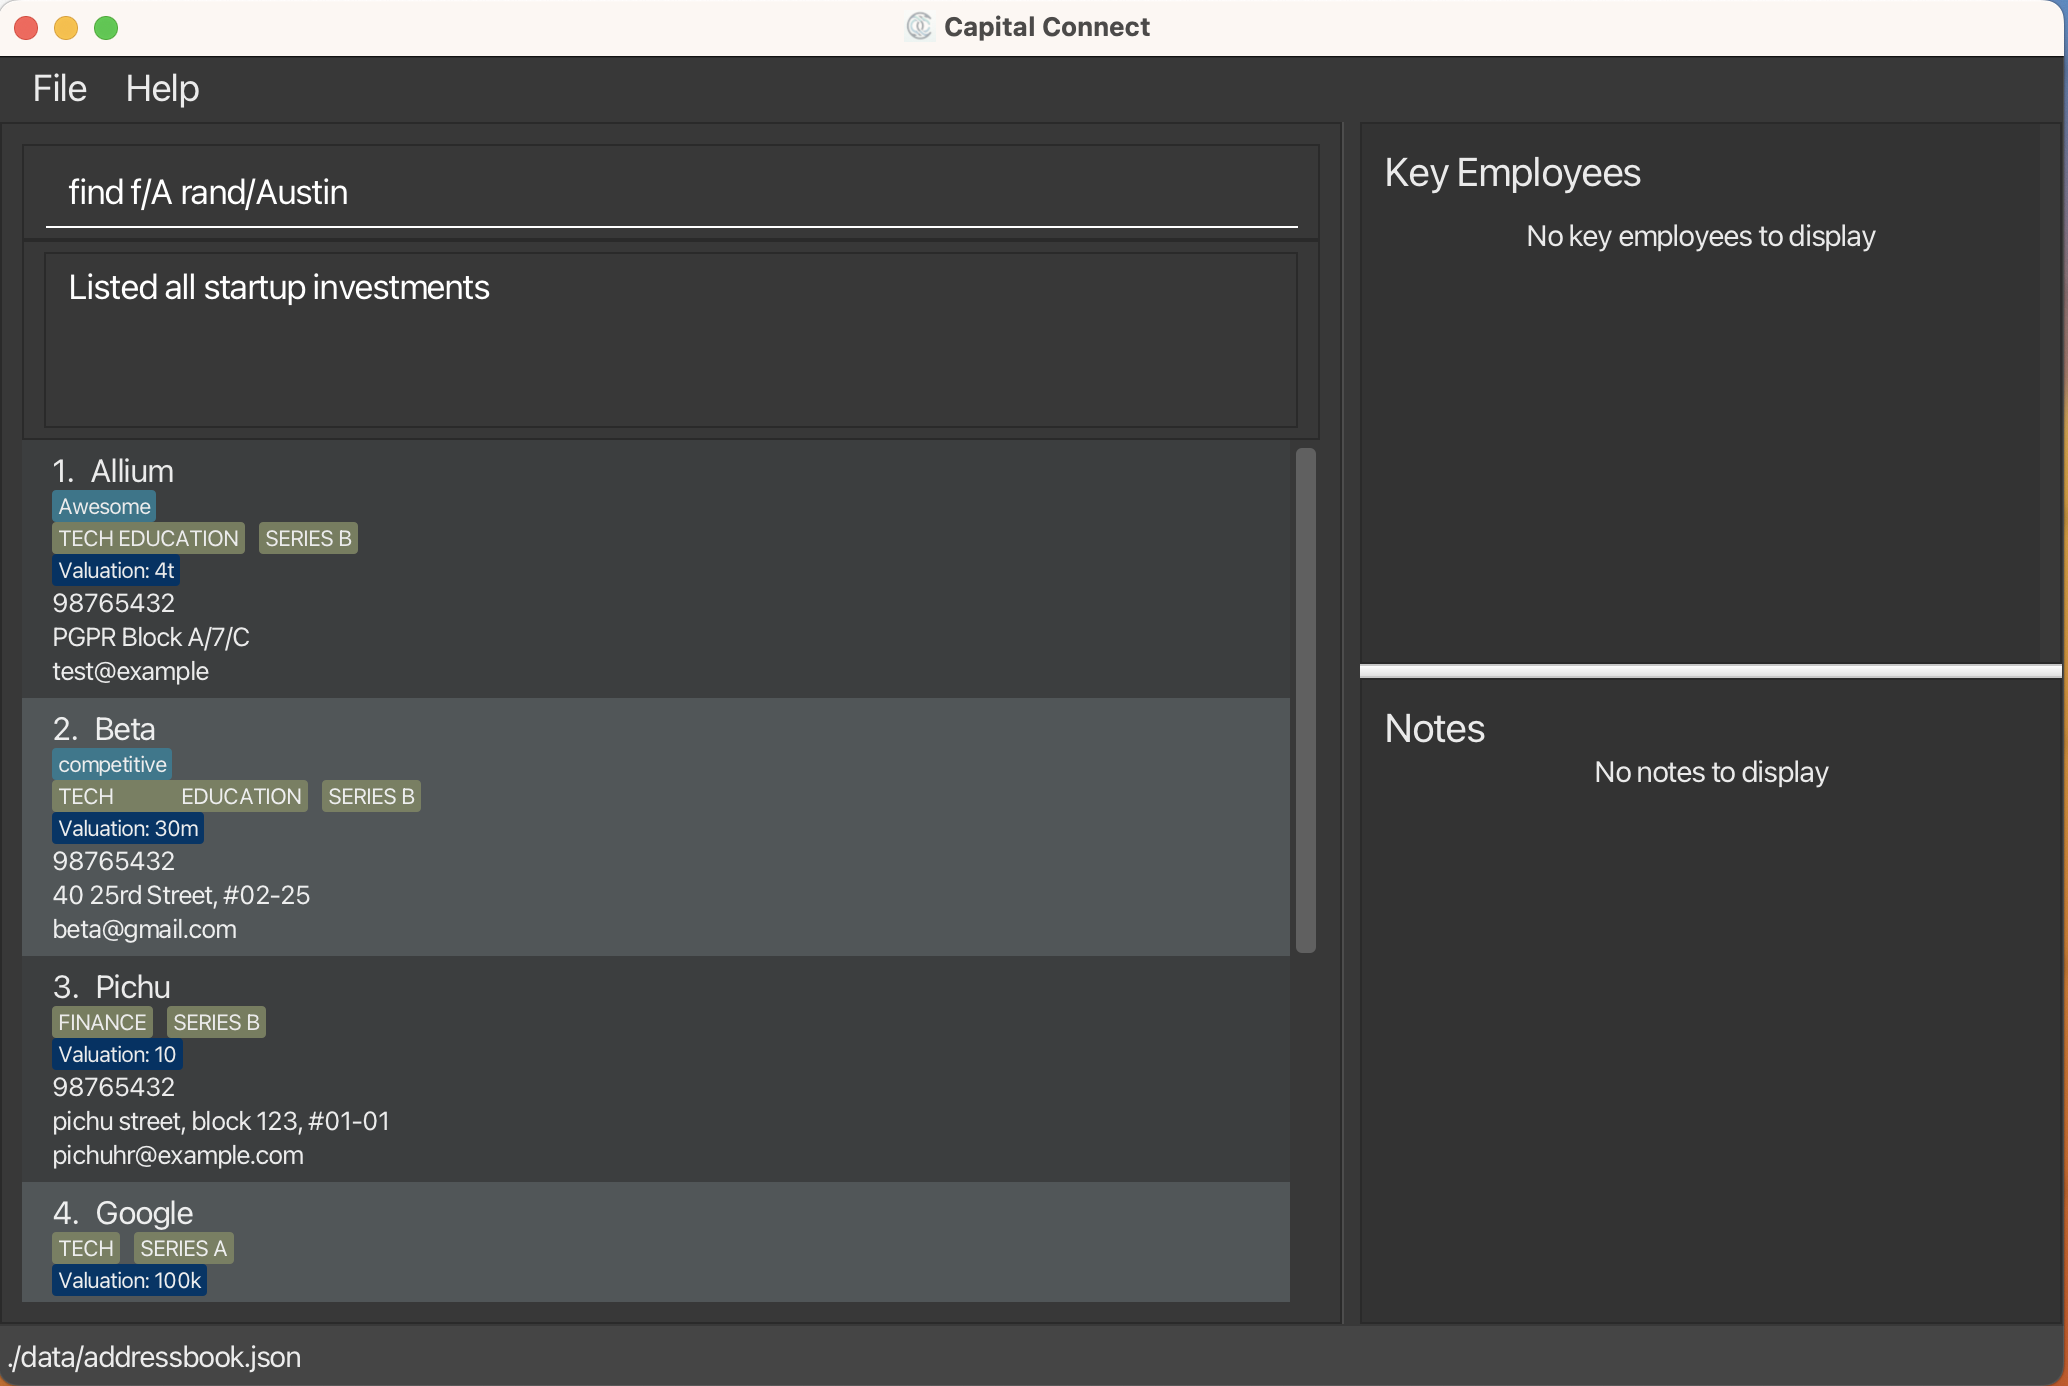 Capital Connect
File Help
find f/A rand/Austin
Listed all startup investments
1. Allium
Awesome
TECH EDUCATION SERIES B
Valuation: 4t
98765432
PGPR Block A/7/C
test@example
2. Beta
competitive
TECH EDUCATION SERIES B
Valuation: 30m
98765432
40 25rd Street, #02-25
beta@gmail.com
3. Pichu
FINANCE SERIES B
Valuation: 10
98765432
pichu street, block 123, #01-01
pichuhr@example.com
4. Google
TECH SERIES A
Valuation: 100k
Key Employees
No key employees to display
Notes
No notes to display
./data/addressbook.json